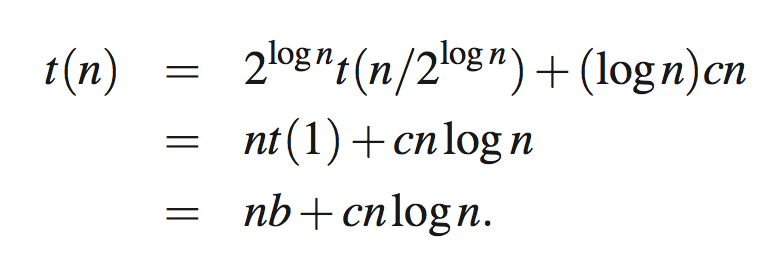 t(n) = 2^{log n} t(n/2^{log n}) + (log n)cn
= nt(1) + cn log n
= nb + cn log n.